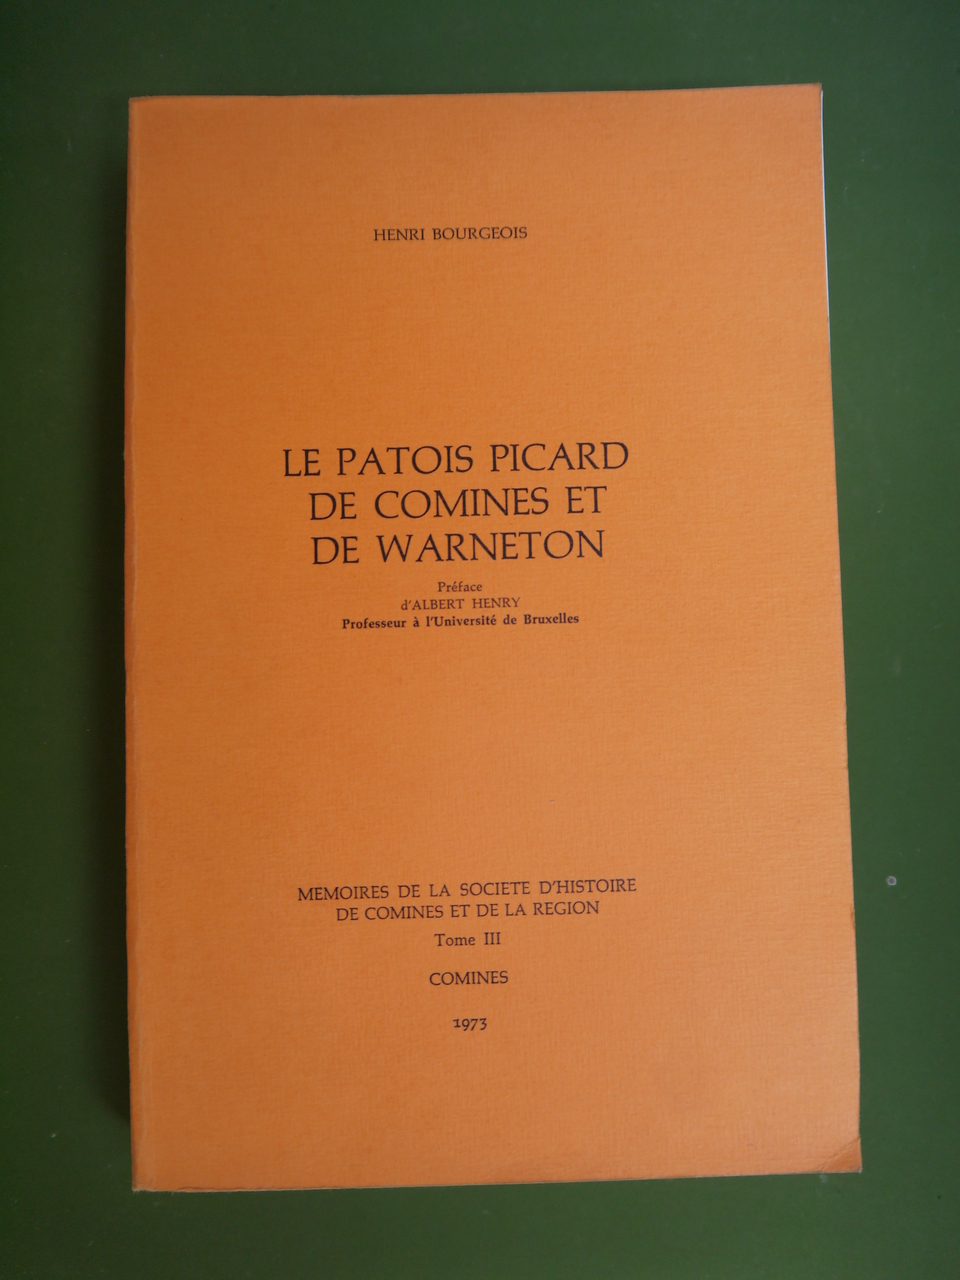 HENRI BOURGEOIS
LE PATOIS PICARD
DE COMINES ET
DE WARNETON
Préface
d'ALBERT HENRY
Professeur à l'Université de Bruxelles
MEMOIRES DE LA SOCIETE D'HISTOIRE
DE COMINES ET DE LA REGION
Tome III
COMINES
1973